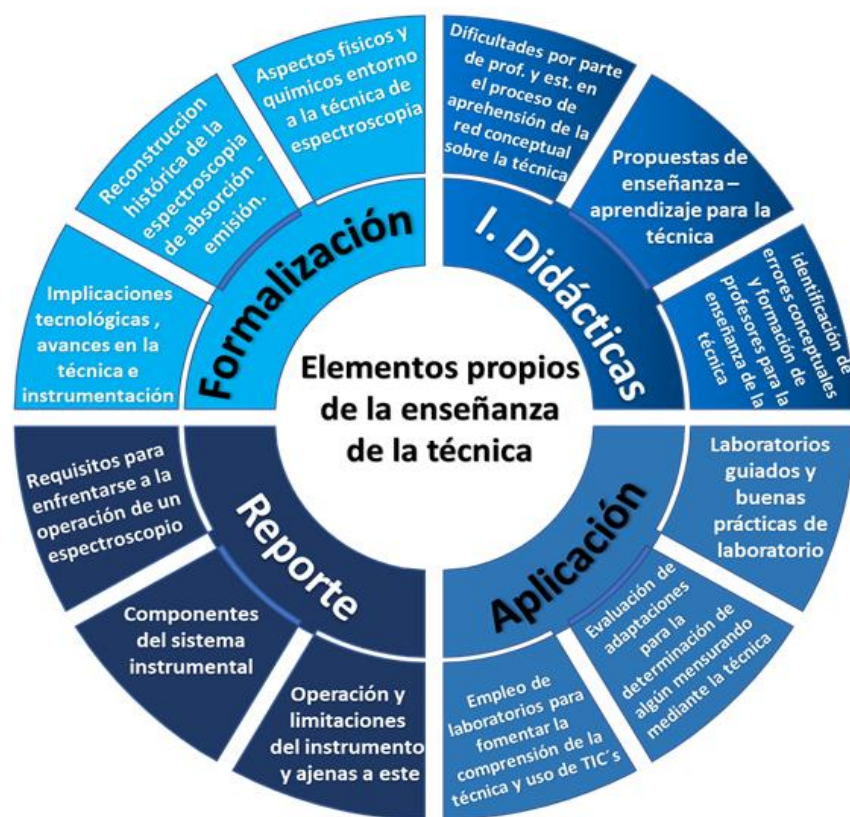 Elementos propios
de la enseñanza
de la técnica
Formalización
Implicaciones
tecnológicas ,
avances en la
técnica e
instrumentación
Reconstruccion
histórica de la
espectroscopia
de absorción -
emisión.
Aspectos físicos y
químicos entorno
a la técnica de
espectroscopia
I. Didácticas
Dificultades por parte
de prof. y est. en
el proceso de
aprehensión de la
red conceptual
sobre la técnica
Propuestas de
enseñanza –
aprendizaje para la
técnica
identificación de
errores conceptuales
y formación de
profesores para la
enseñanza de la
técnica
Aplicación
Laboratorios
guiados y
buenas
prácticas de
laboratorio
Evaluación de
adaptaciones
para la
determinación de
algún mensurando
mediante la técnica
Empleo de
laboratorios para
fomentar la
comprensión de la
técnica y uso de TIC´s
Reporte
Operación y
limitaciones
del instrumento
y ajenas a este
Componentes
del sistema
instrumental
Requisitos para
enfrentarse a la
operación de un
espectroscopio